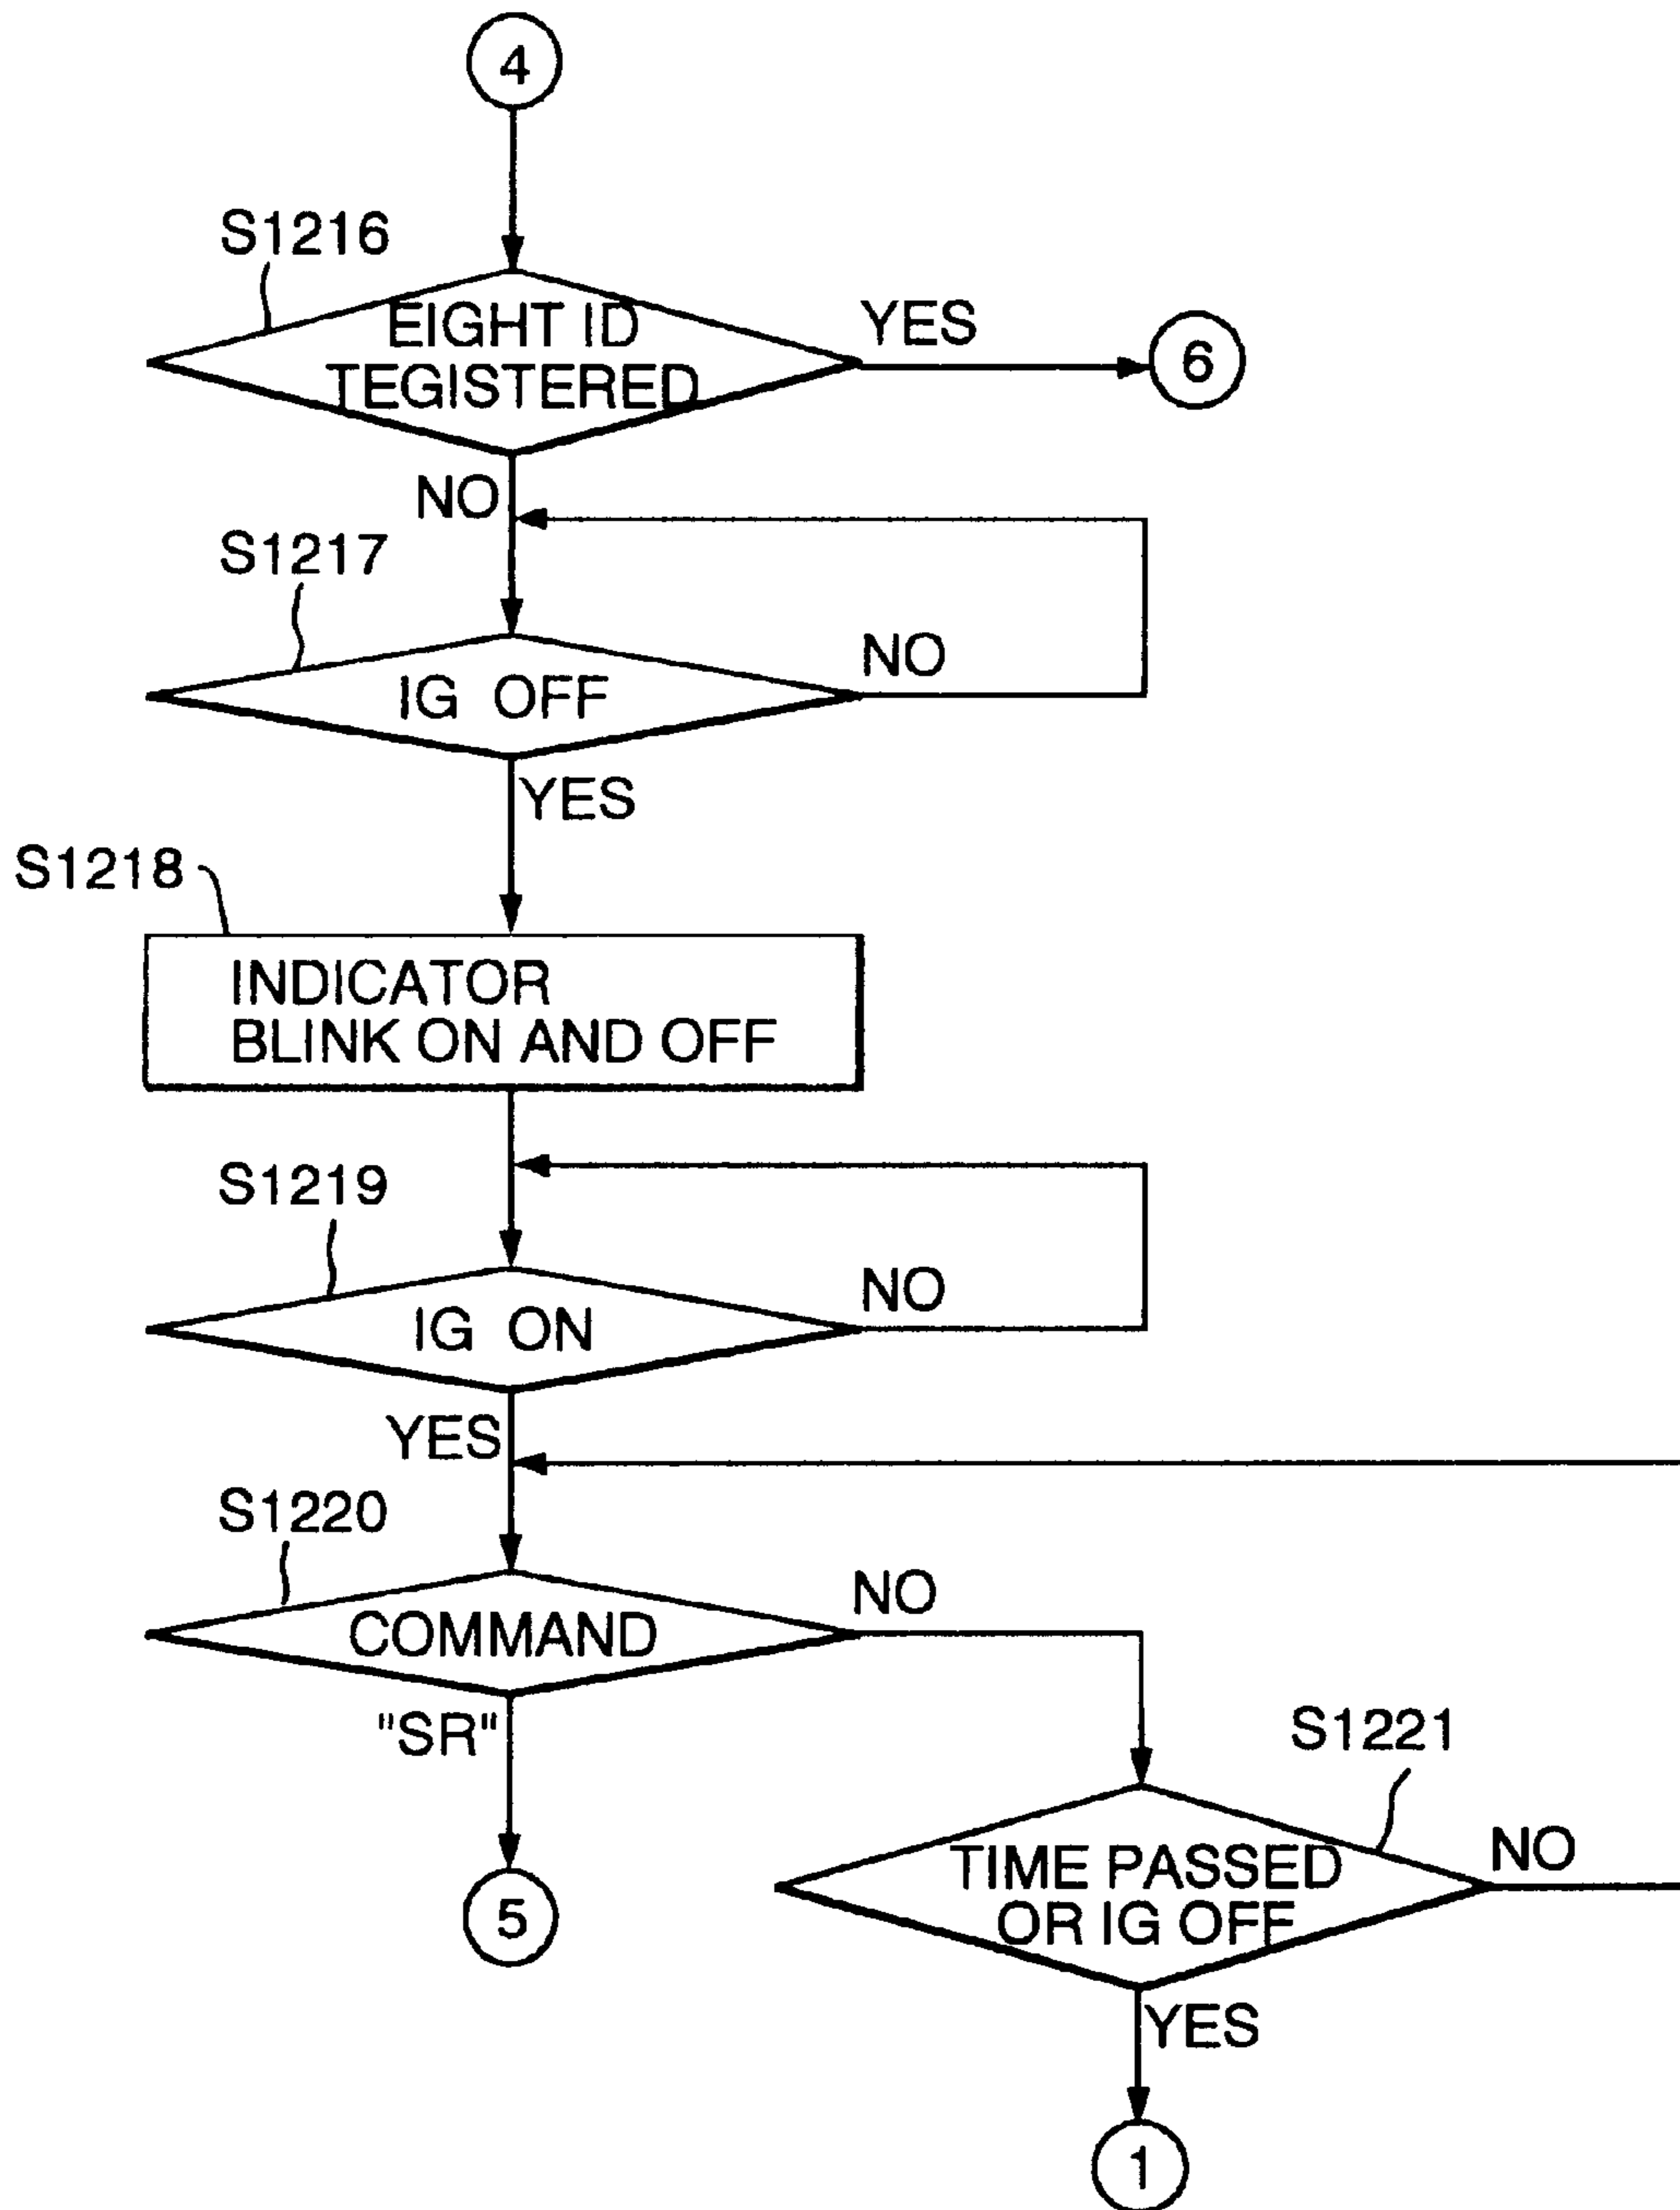 4
S1216
EIGHT ID
TEGISTERED
YES
6
NO
S1217
IG OFF
NO
YES
S1218
INDICATOR
BLINK ON AND OFF
S1219
IG ON
NO
YES
S1220
COMMAND
NO
"SR"
5
S1221
TIME PASSED
OR IG OFF
NO
YES
1